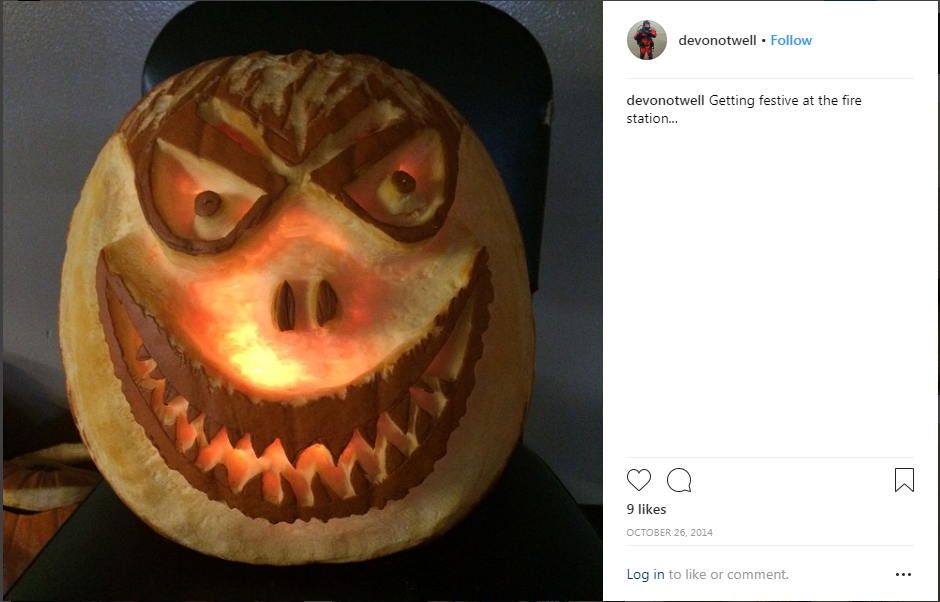 devonotwell • Follow
devonotwell Getting festive at the fire
station...
9 likes
OCTOBER 26, 2014
Log in to like or comment.